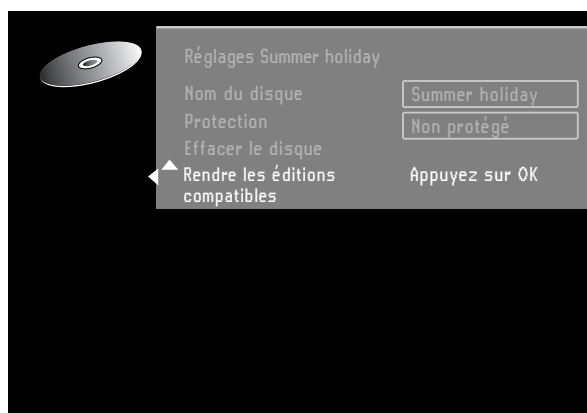 Réglages Summer holiday
Nom du disque Summer holiday
Protection Non protégé
Effacer le disque
Rendre les éditions Appuyez sur OK
compatibles